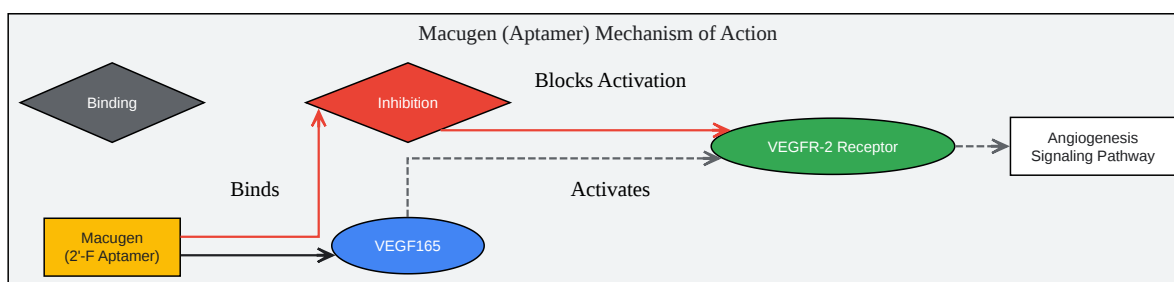 Macugen (Aptamer) Mechanism of Action
Blocks Activation
Binding
Inhibition
VEGFR-2 Receptor
Angiogenesis
Signaling Pathway
Binds
Activates
Macugen
(2'-F Aptamer)
VEGF165